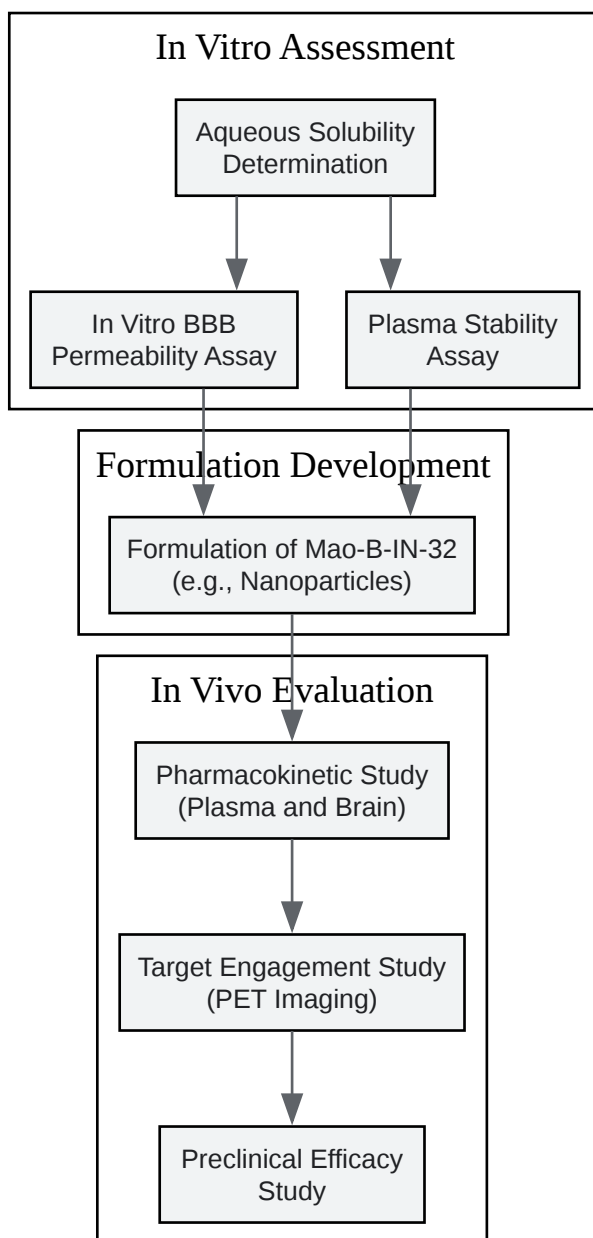 In Vitro Assessment
Aqueous Solubility
Determination
In Vitro BBB
Permeability Assay
Plasma Stability
Assay
Formulation Development
Formulation of Mao-B-IN-32
(e.g., Nanoparticles)
In Vivo Evaluation
Pharmacokinetic Study
(Plasma and Brain)
Target Engagement Study
(PET Imaging)
Preclinical Efficacy
Study